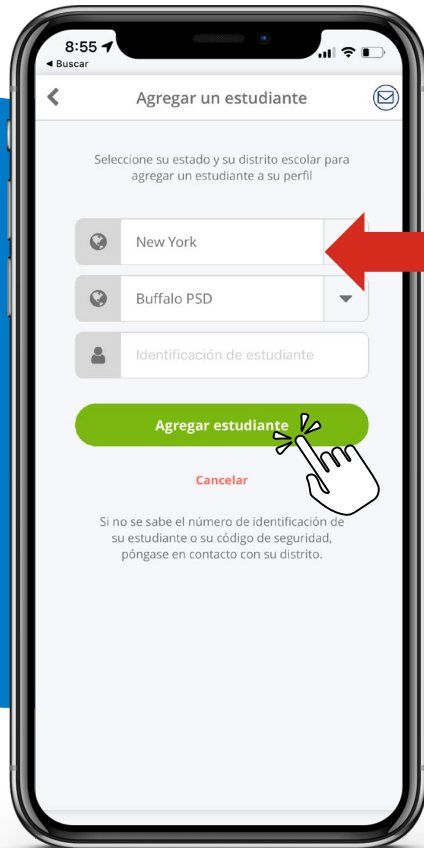 8:55
Buscar
Agregar un estudiante
Seleccione su estado y su distrito escolar para
agregar un estudiante a su perfil
New York
Buffalo PSD
Identificación de estudiante
Agregar estudiante
Cancelar
Si no se sabe el número de identificación de
su estudiante o su código de seguridad,
póngase en contacto con su distrito.